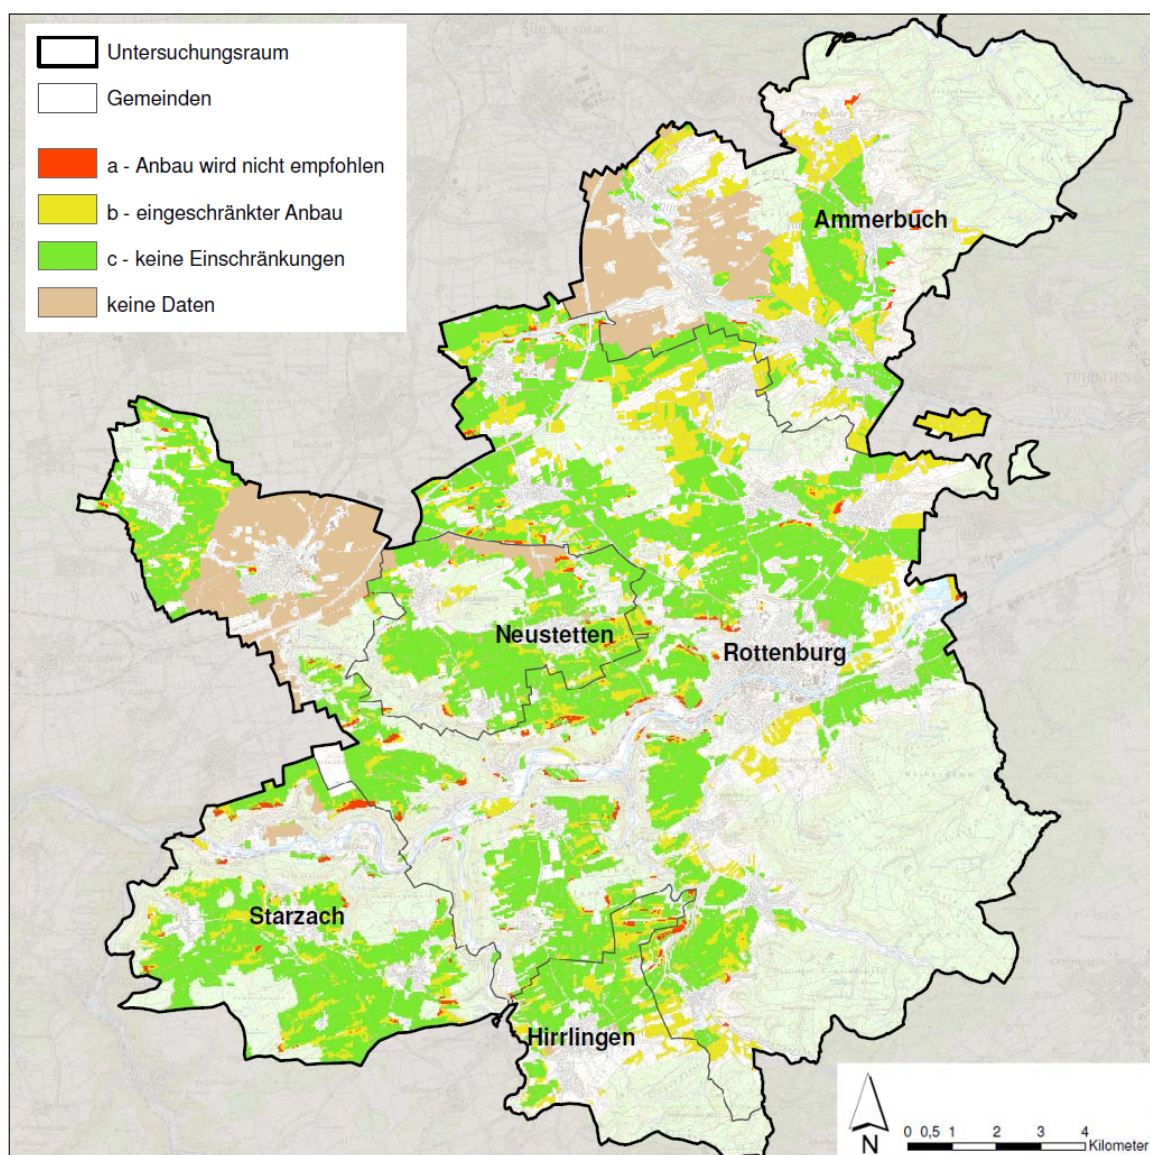 Untersuchungsraum
Gemeinden
a - Anbau wird nicht empfohlen
b - eingeschränkter Anbau
c - keine Einschränkungen
keine Daten
Ammerbuch
TÜBINGEN
Neustetten
Rottenburg
Starzach
Hirrlingen
N
0 0,5 1 2 3 4
Kilometer